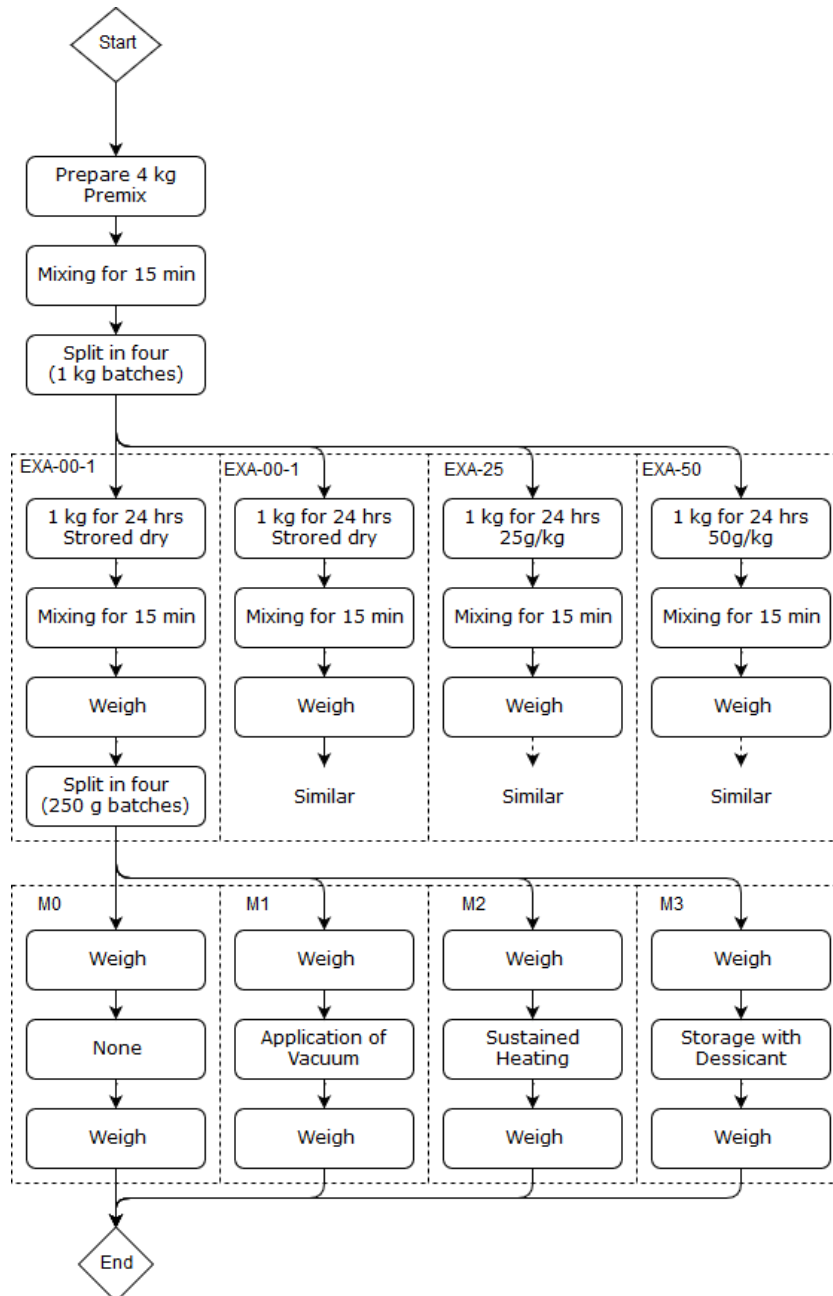 Start
Prepare 4 kg
Premix
Mixing for 15 min
Split in four
(1 kg batches)
EXA-00-1
EXA-00-1
EXA-25
EXA-50
1 kg for 24 hrs
Strored dry
1 kg for 24 hrs
Strored dry
1 kg for 24 hrs
25g/kg
1 kg for 24 hrs
50g/kg
Mixing for 15 min
Mixing for 15 min
Mixing for 15 min
Mixing for 15 min
Weigh
Weigh
Weigh
Weigh
Split in four
(250 g batches)
Similar
Similar
Similar
M0
M1
M2
M3
Weigh
Weigh
Weigh
Weigh
None
Application of
Vacuum
Sustained
Heating
Storage with
Dessicant
Weigh
Weigh
Weigh
Weigh
End